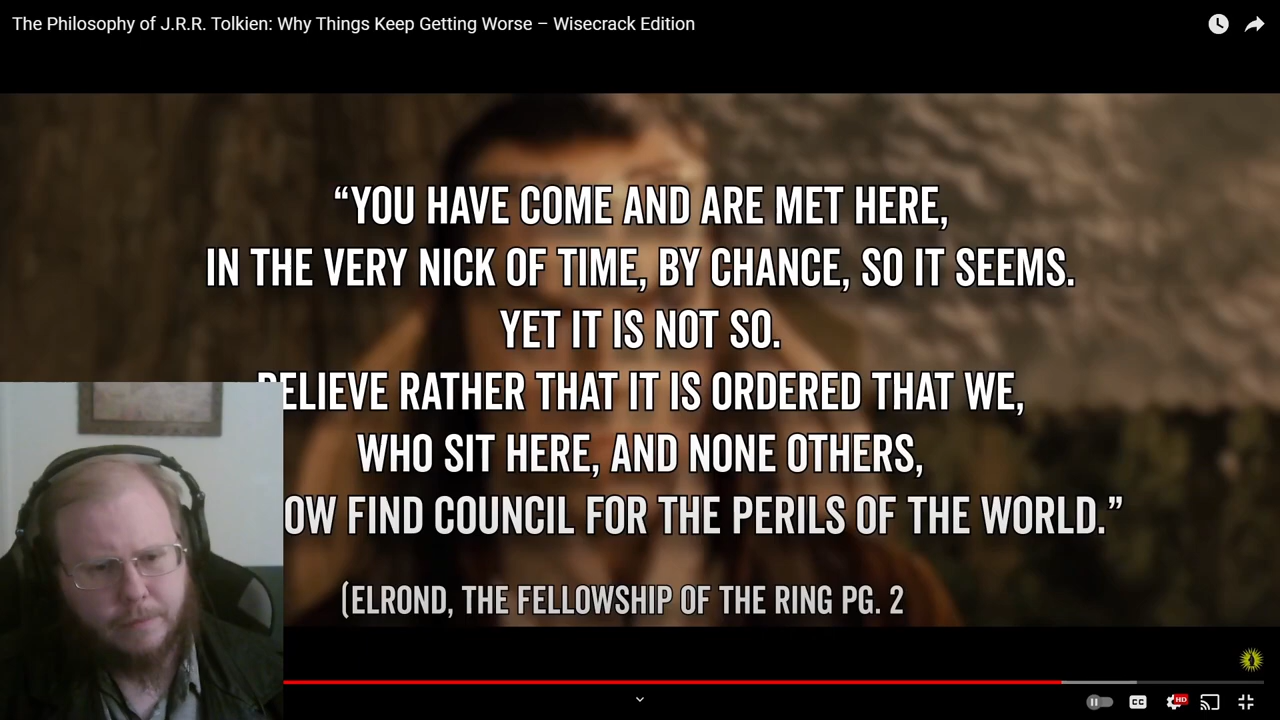 The Philosophy of J.R.R. Tolkien: Why Things Keep Getting Worse – Wisecrack Edition
“YOU HAVE COME AND ARE MET HERE,
IN THE VERY NICK OF TIME, BY CHANCE, SO IT SEEMS.
YET IT IS NOT SO.
BELIEVE RATHER THAT IT IS ORDERED THAT WE,
WHO SIT HERE, AND NONE OTHERS,
OW FIND COUNCIL FOR THE PERILS OF THE WORLD.”
(ELROND, THE FELLOWSHIP OF THE RING PG. 2
CC
HD